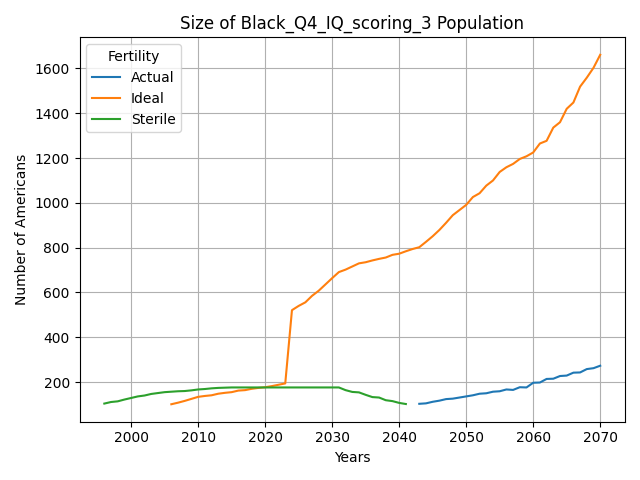 Size of Black_Q4_IQ_scoring_3 Population
Number of Americans
1600
1400
1200
1000
800
600
400
200
Fertility
Actual
Ideal
Sterile
2000 2010 2020 2030 2040 2050 2060 2070
Years